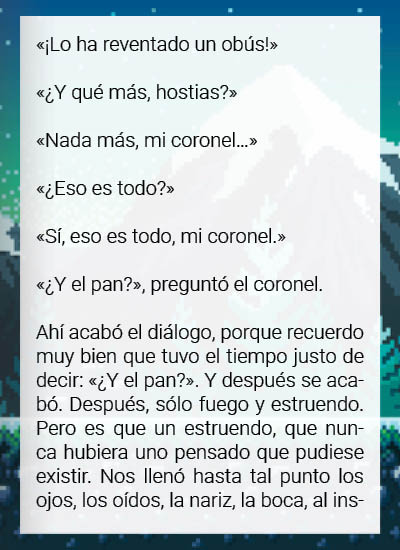 «¡Lo ha reventado un obús!»
«¿Y qué más, hostias?»
«Nada más, mi coronel...»
«¿Eso es todo?»
«Sí, eso es todo, mi coronel.»
«¿Y el pan?», preguntó el coronel.
Ahí acabó el diálogo, porque recuerdo
muy bien que tuvo el tiempo justo de
decir: «¿Y el pan?». Y después se aca-
bó. Después, sólo fuego y estruendo.
Pero es que un estruendo, que nun-
ca hubiera uno pensado que pudiese
existir. Nos llenó hasta tal punto los
ojos, los oídos, la nariz, la boca, al ins-